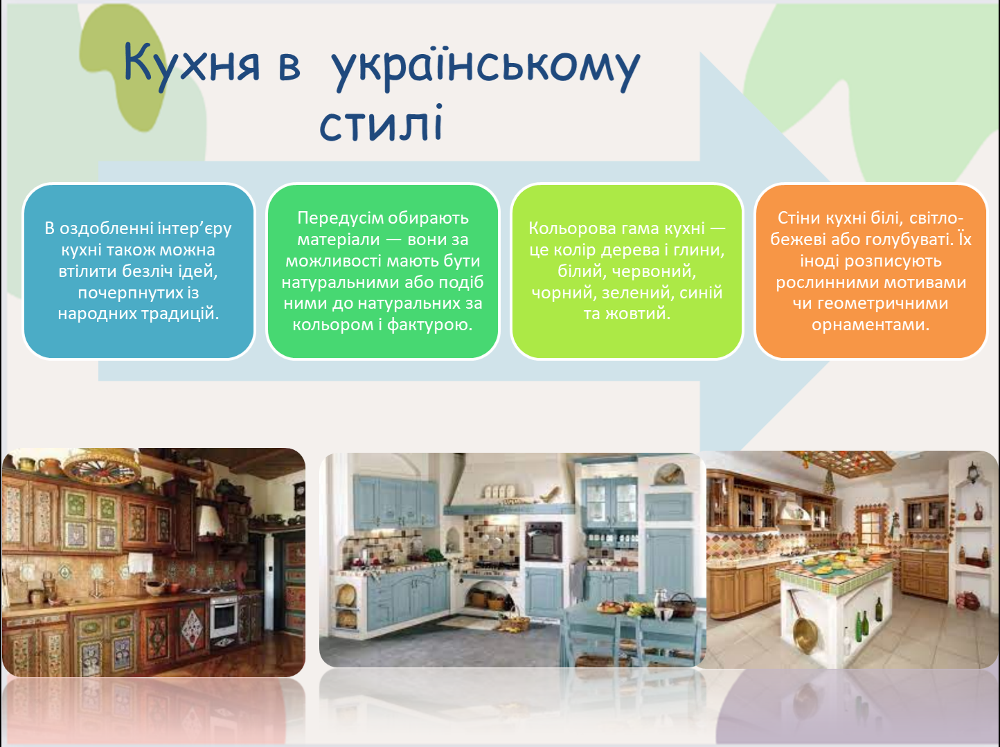 Кухня в українському
стилі
В оздобленні інтер’єру
кухні також можна
втілити безліч ідей,
почерпнутих із
народних традицій.
Передусім обирають
матеріали — вони за
можливості мають бути
натуральними або подіб
ними до натуральних за
кольором і фактурою.
Кольорова гама кухні —
це колір дерева і глини,
білий, червоний,
чорний, зелений, синій
та жовтий.
Стіни кухні білі, світло-
бежеві або голубуваті. Їх
іноді розписують
рослинними мотивами
чи геометричними
орнаментами.